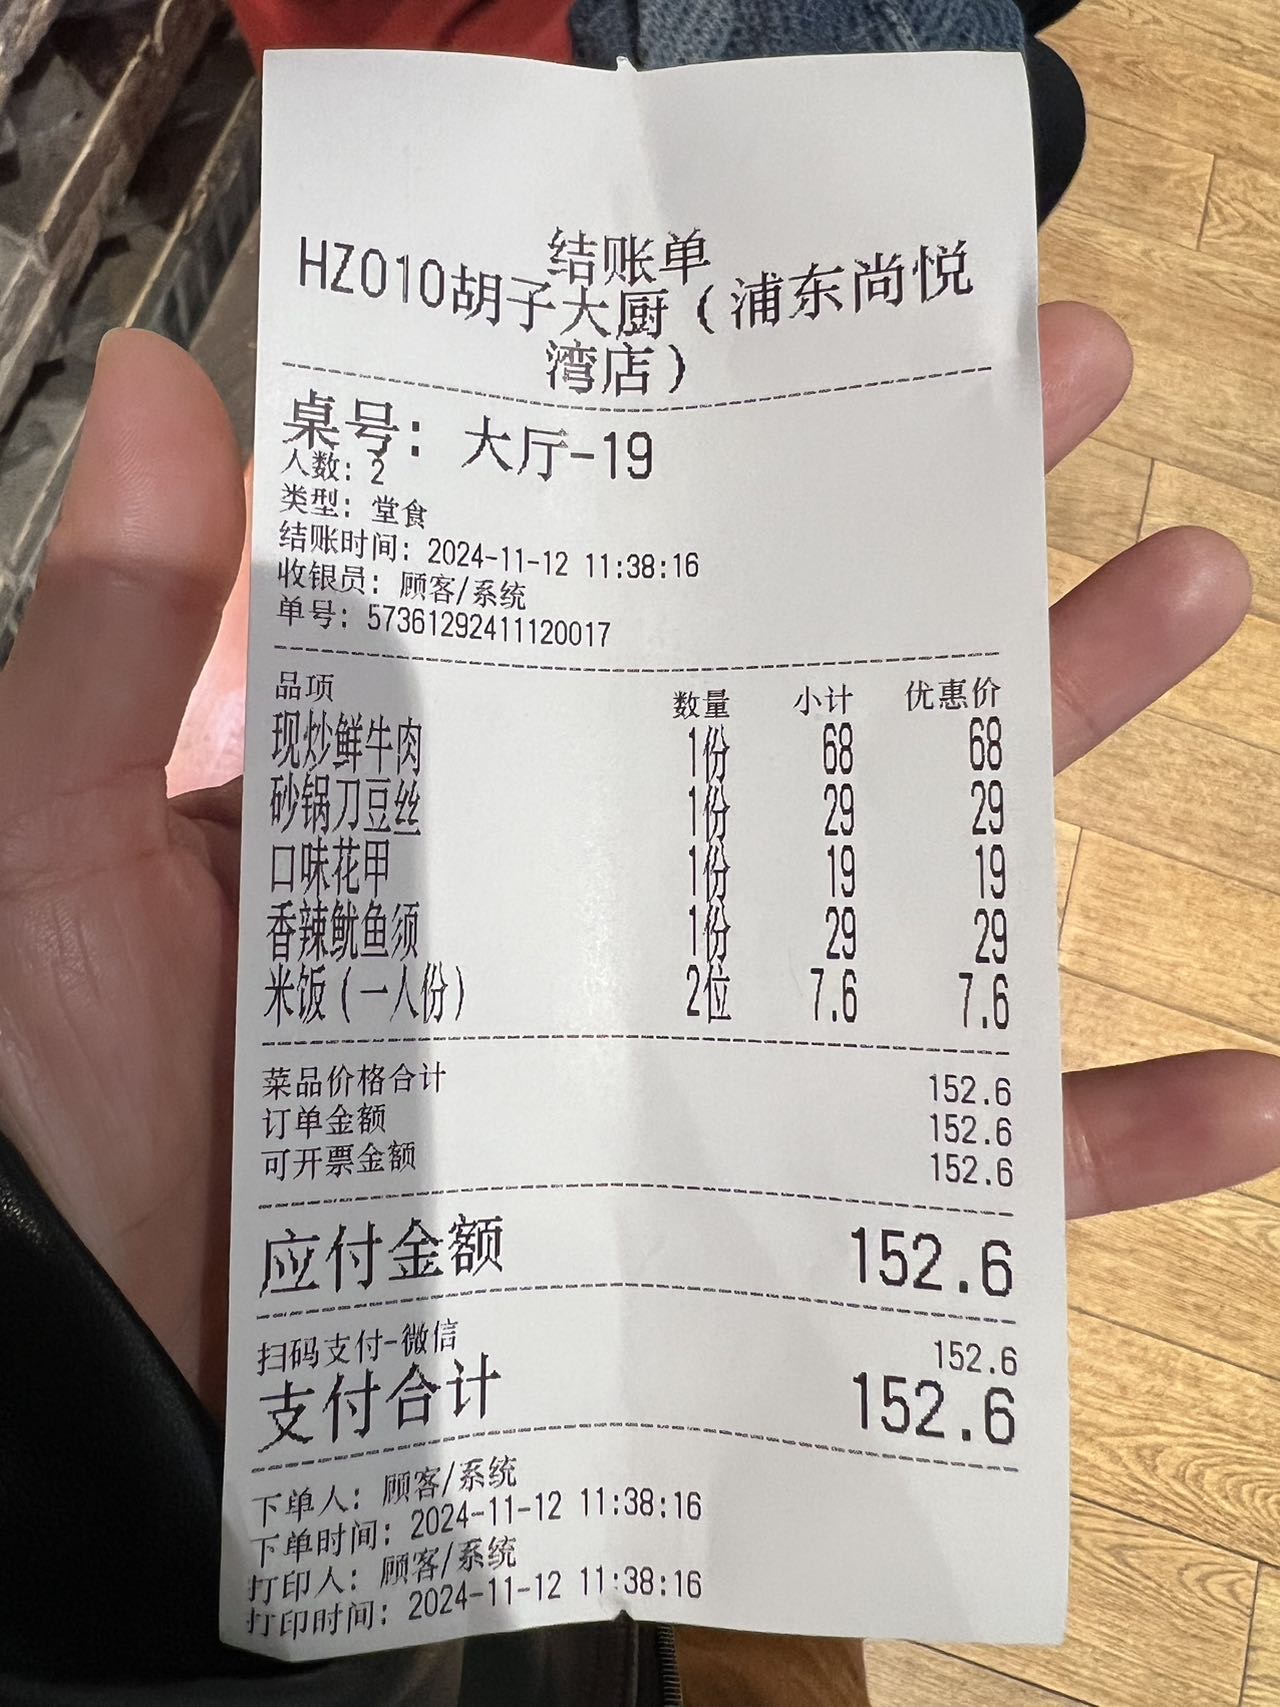 结账单
HZ010胡子大厨（浦东尚悦
湾店）
桌号：大厅-19
人数：2
类型：堂食
结账时间：2024-11-12 11:38:16
收银员：顾客/系统
单号：57361292411120017
品项 数量 小计 优惠价
现炒鲜牛肉 1份 68 68
砂锅刀豆丝 1份 29 29
口味花甲 1份 19 19
香辣鱿鱼须 1份 29 29
米饭（一人份） 2位 7.6 7.6
菜品价格合计 152.6
订单金额 152.6
可开票金额 152.6
应付金额 152.6
扫码支付-微信 152.6
支付合计 152.6
下单人：顾客/系统
下单时间：2024-11-12 11:38:16
打印人：顾客/系统
打印时间：2024-11-12 11:38:16